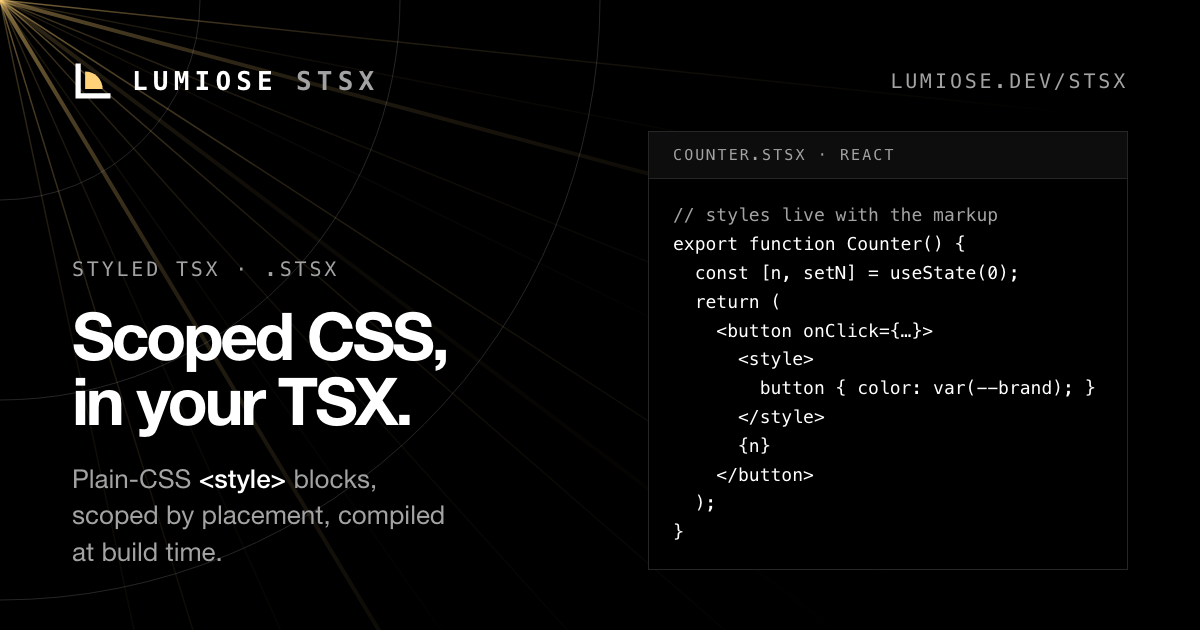 LUMIOSE STSX
LUMIOSE.DEV/STSX
STYLED TSX · .STSX
Scoped CSS,
in your TSX.
Plain-CSS <style> blocks,
scoped by placement, compiled
at build time.
COUNTER.STSX · REACT
// styles live with the markup
export function Counter() {
  const [n, setN] = useState(0);
  return (
    <button onClick={…}>
      <style>
        button { color: var(--brand); }
      </style>
      {n}
    </button>
  );
}